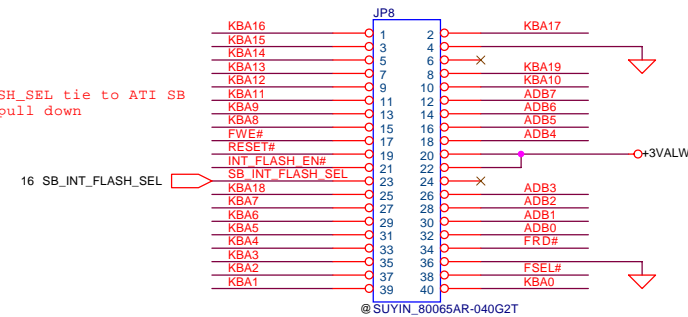 JP8
KBA16 1 2 KBA17
KBA15 3 4
KBA14 5 6
KBA13 7 8 KBA19
KBA12 9 10 KBA10
KBA11 11 12 ADB7
KBA9 13 14 ADB6
KBA8 15 16 ADB5
FWE# 17 18 ADB4
RESET# 19 20 +3VALW
INT_FLASH_EN# 21 22
16 SB_INT_FLASH_SEL SB_INT_FLASH_SEL 23 24
KBA18 25 26 ADB3
KBA7 27 28 ADB2
KBA6 29 30 ADB1
KBA5 31 32 ADB0
KBA4 33 34 FRD#
KBA3 35 36
KBA2 37 38 FSEL#
KBA1 39 40 KBA0
@ SUYIN_80065AR-040G2T
SH_SEL tie to ATI SB
pull down